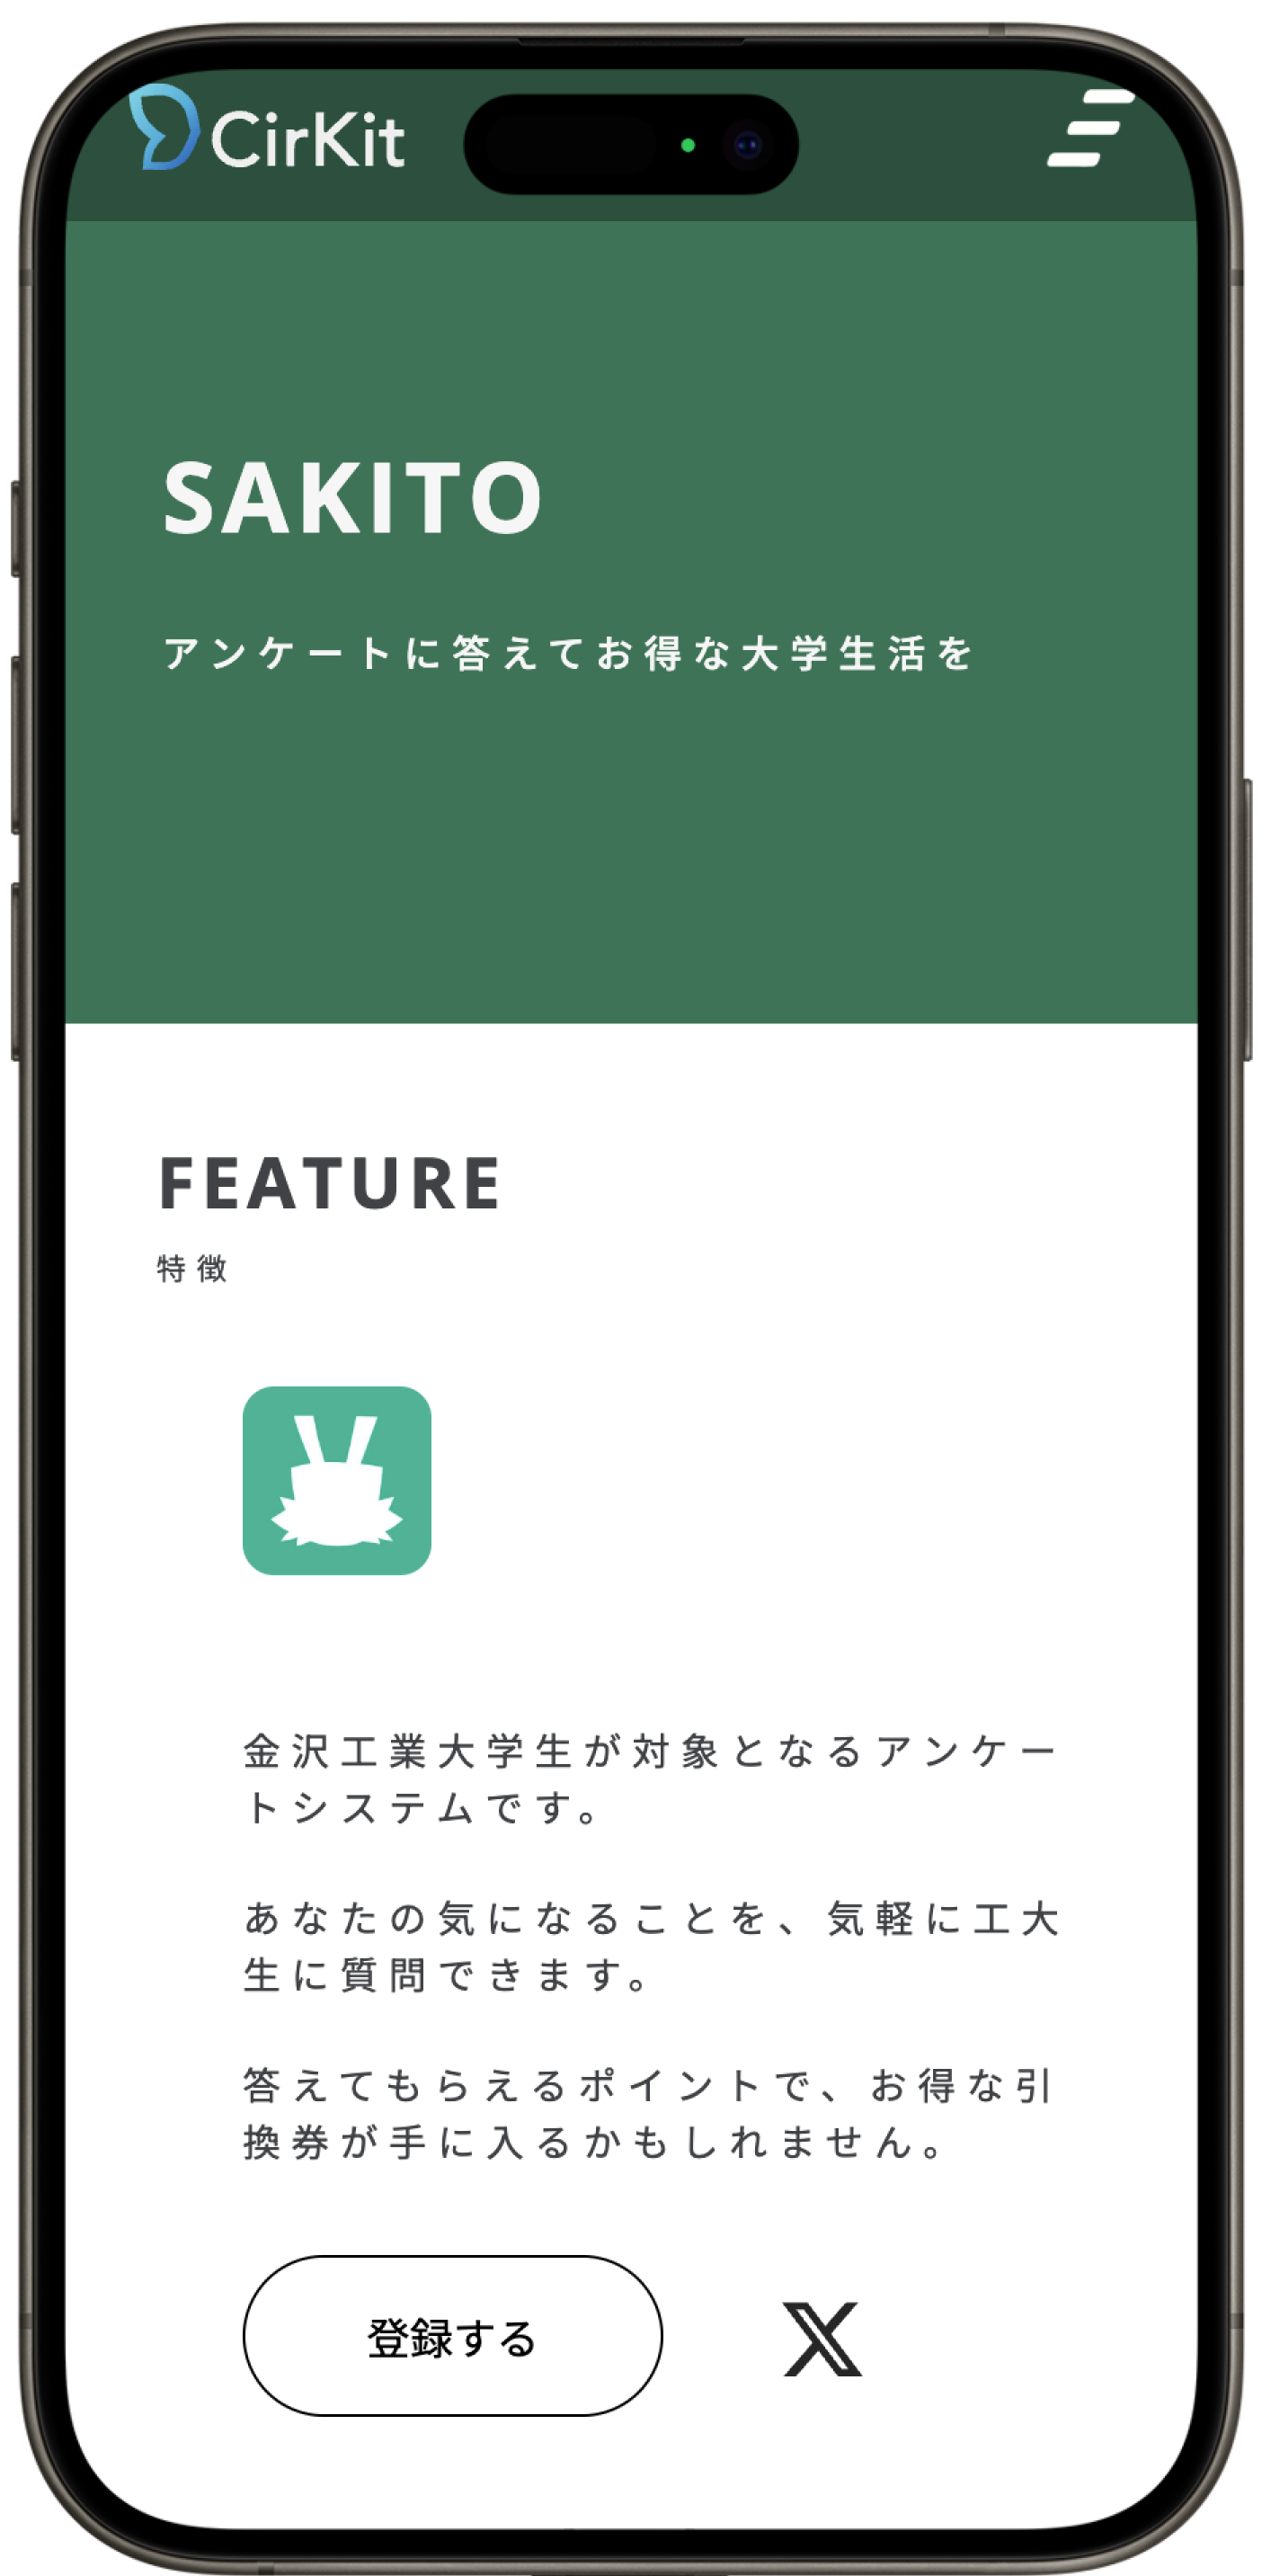 CirKit
SAKITO
アンケートに答えてお得な大学生活を
FEATURE
特徴
金沢工業大学生が対象となるアンケー
トシステムです。
あなたの気になることを、気軽に工大
生に質問できます。
答えてもらえるポイントで、お得な引
換券が手に入るかもしれません。
登録する